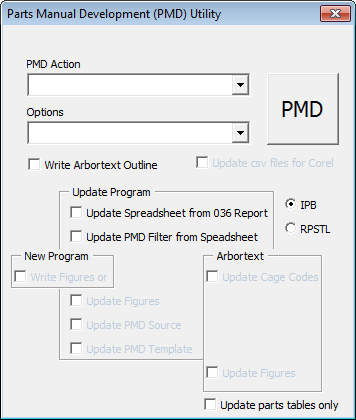 Parts Manual Development (PMD) Utility
PMD Action
PMD
Options
Write Arbortext Outline
Update csv files for Corel
Update Program
Update Spreadsheet from 036 Report
IPB
Update PMD Filter from Speadsheet
RPSTL
New Program
Arbortext
Write Figures or
Update Cage Codes
Update Figures
Update PMD Source
Update PMD Template
Update Figures
Update parts tables only